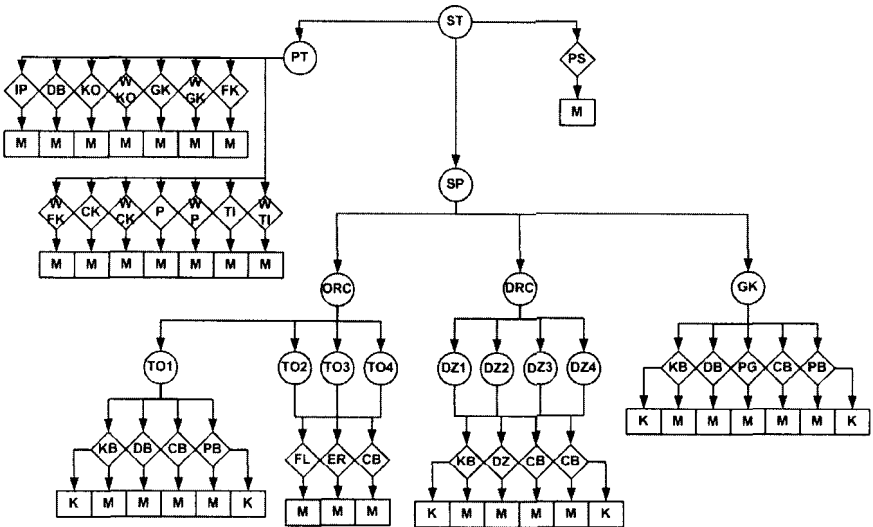 ST
PT
PS
IP DB KO W KO GK W GK FK
M
M M M M M M M
SP
W FK CK W CK P W P TI W TI
M M M M M M M
ORC DRC GK
TO1 TO2 TO3 TO4 DZ1 DZ2 DZ3 DZ4 KB DB PG CB PB
K M M M M M K
KB DB CB PB FL ER CB KB DZ CB CB
K M M M M K M M M K M M M M K